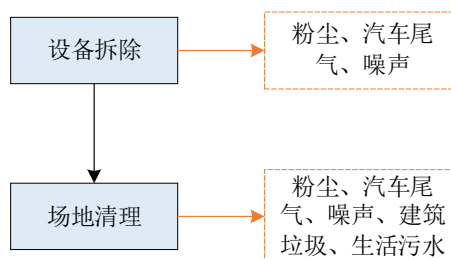 设备拆除
粉尘、汽车尾
气、噪声
场地清理
粉尘、汽车尾
气、噪声、建筑
垃圾、生活污水